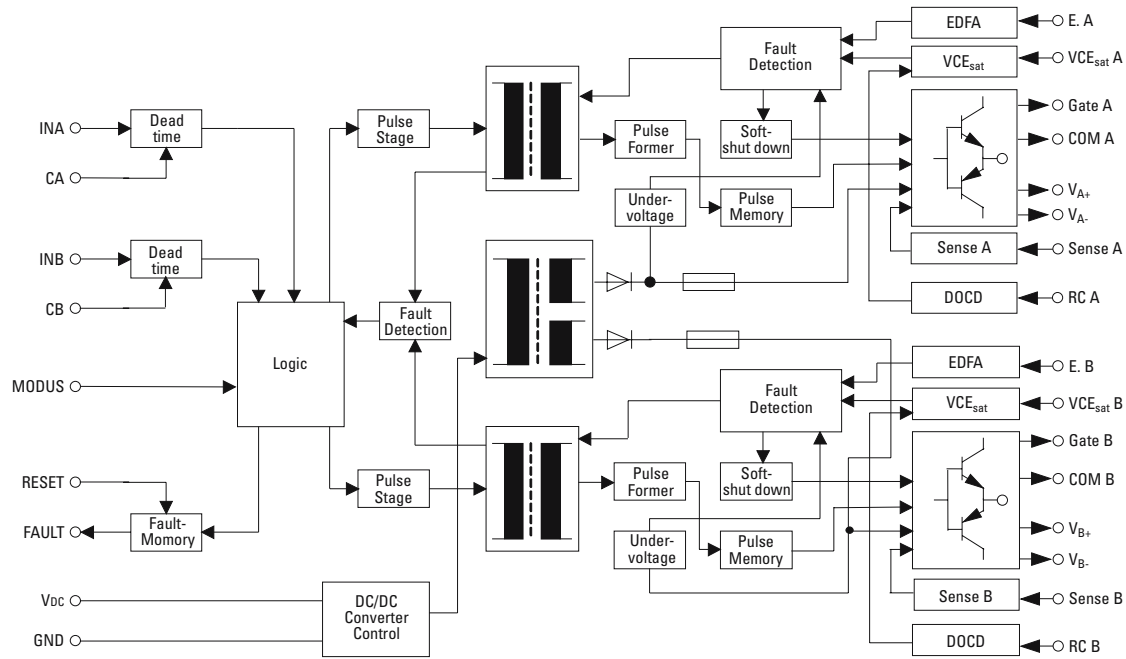 INA
CA
Dead
time
INB
CB
Dead
time
MODUS
RESET
FAULT
Fault-
Momory
VDC
GND
DC/DC
Converter
Control
Logic
Pulse
Stage
Fault
Detection
Pulse
Stage
Pulse
Former
Under-
voltage
Fault
Detection
Soft-
shut down
Pulse
Memory
EDFA
E. A
VCEsat
VCEsat A
Gate A
COM A
VA+
VA-
Sense A
Sense A
DOCD
RC A
Pulse
Former
Under-
voltage
Fault
Detection
Soft-
shut down
Pulse
Memory
EDFA
E. B
VCEsat
VCEsat B
Gate B
COM B
VB+
VB-
Sense B
Sense B
DOCD
RC B